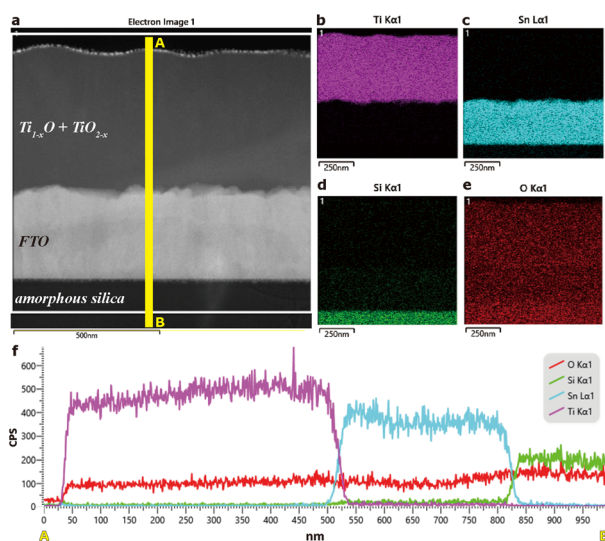 a
Electron Image 1
1
A
Ti1-xO + TiO2-x
FTO
amorphous silica
B
500nm
b
Ti Kα1
1
250nm
c
Sn Lα1
1
250nm
d
Si Kα1
1
250nm
e
O Kα1
1
250nm
f
CPS
600
500
400
300
200
100
0
O Kα1
Si Kα1
Sn Lα1
Ti Kα1
0 50 100 150 200 250 300 350 400 450 500 550 600 650 700 750 800 850 900 950
A
nm